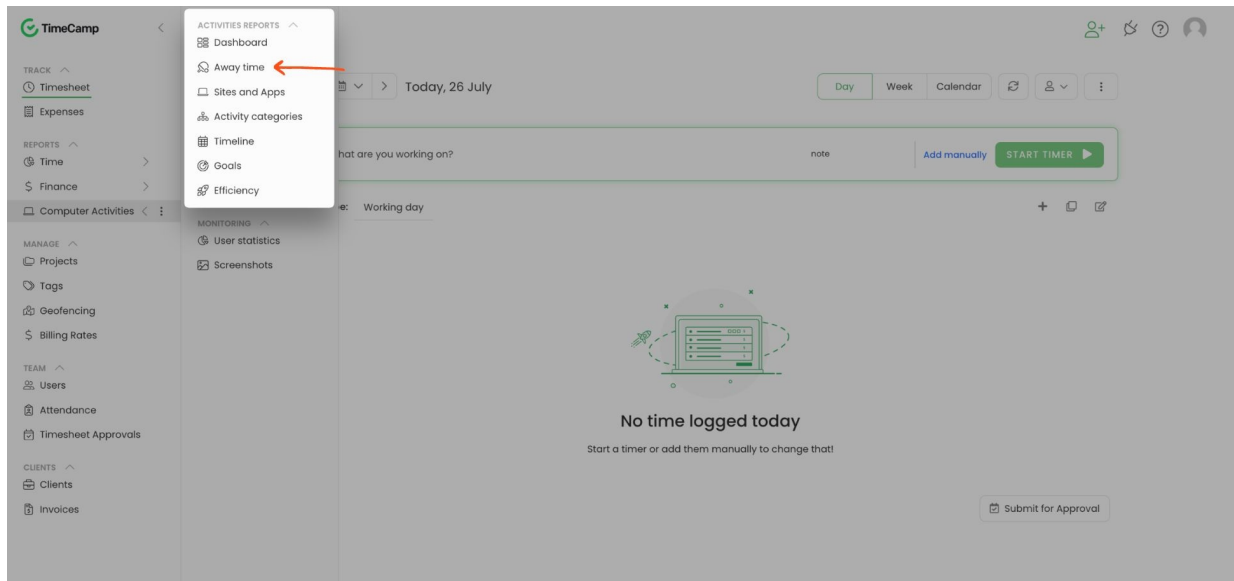 TimeCamp
TRACK
Timesheet
Expenses
REPORTS
Time
Finance
Computer Activities
MANAGE
Projects
Tags
Geofencing
Billing Rates
TEAM
Users
Attendance
Timesheet Approvals
CLIENTS
Clients
Invoices
ACTIVITIES REPORTS
Dashboard
Away time
Sites and Apps
Activity categories
Timeline
Goals
Efficiency
MONITORING
User statistics
Screenshots
Today, 26 July
Day Week Calendar
hat are you working on? note Add manually START TIMER
e: Working day
No time logged today
Start a timer or add them manually to change that!
Submit for Approval